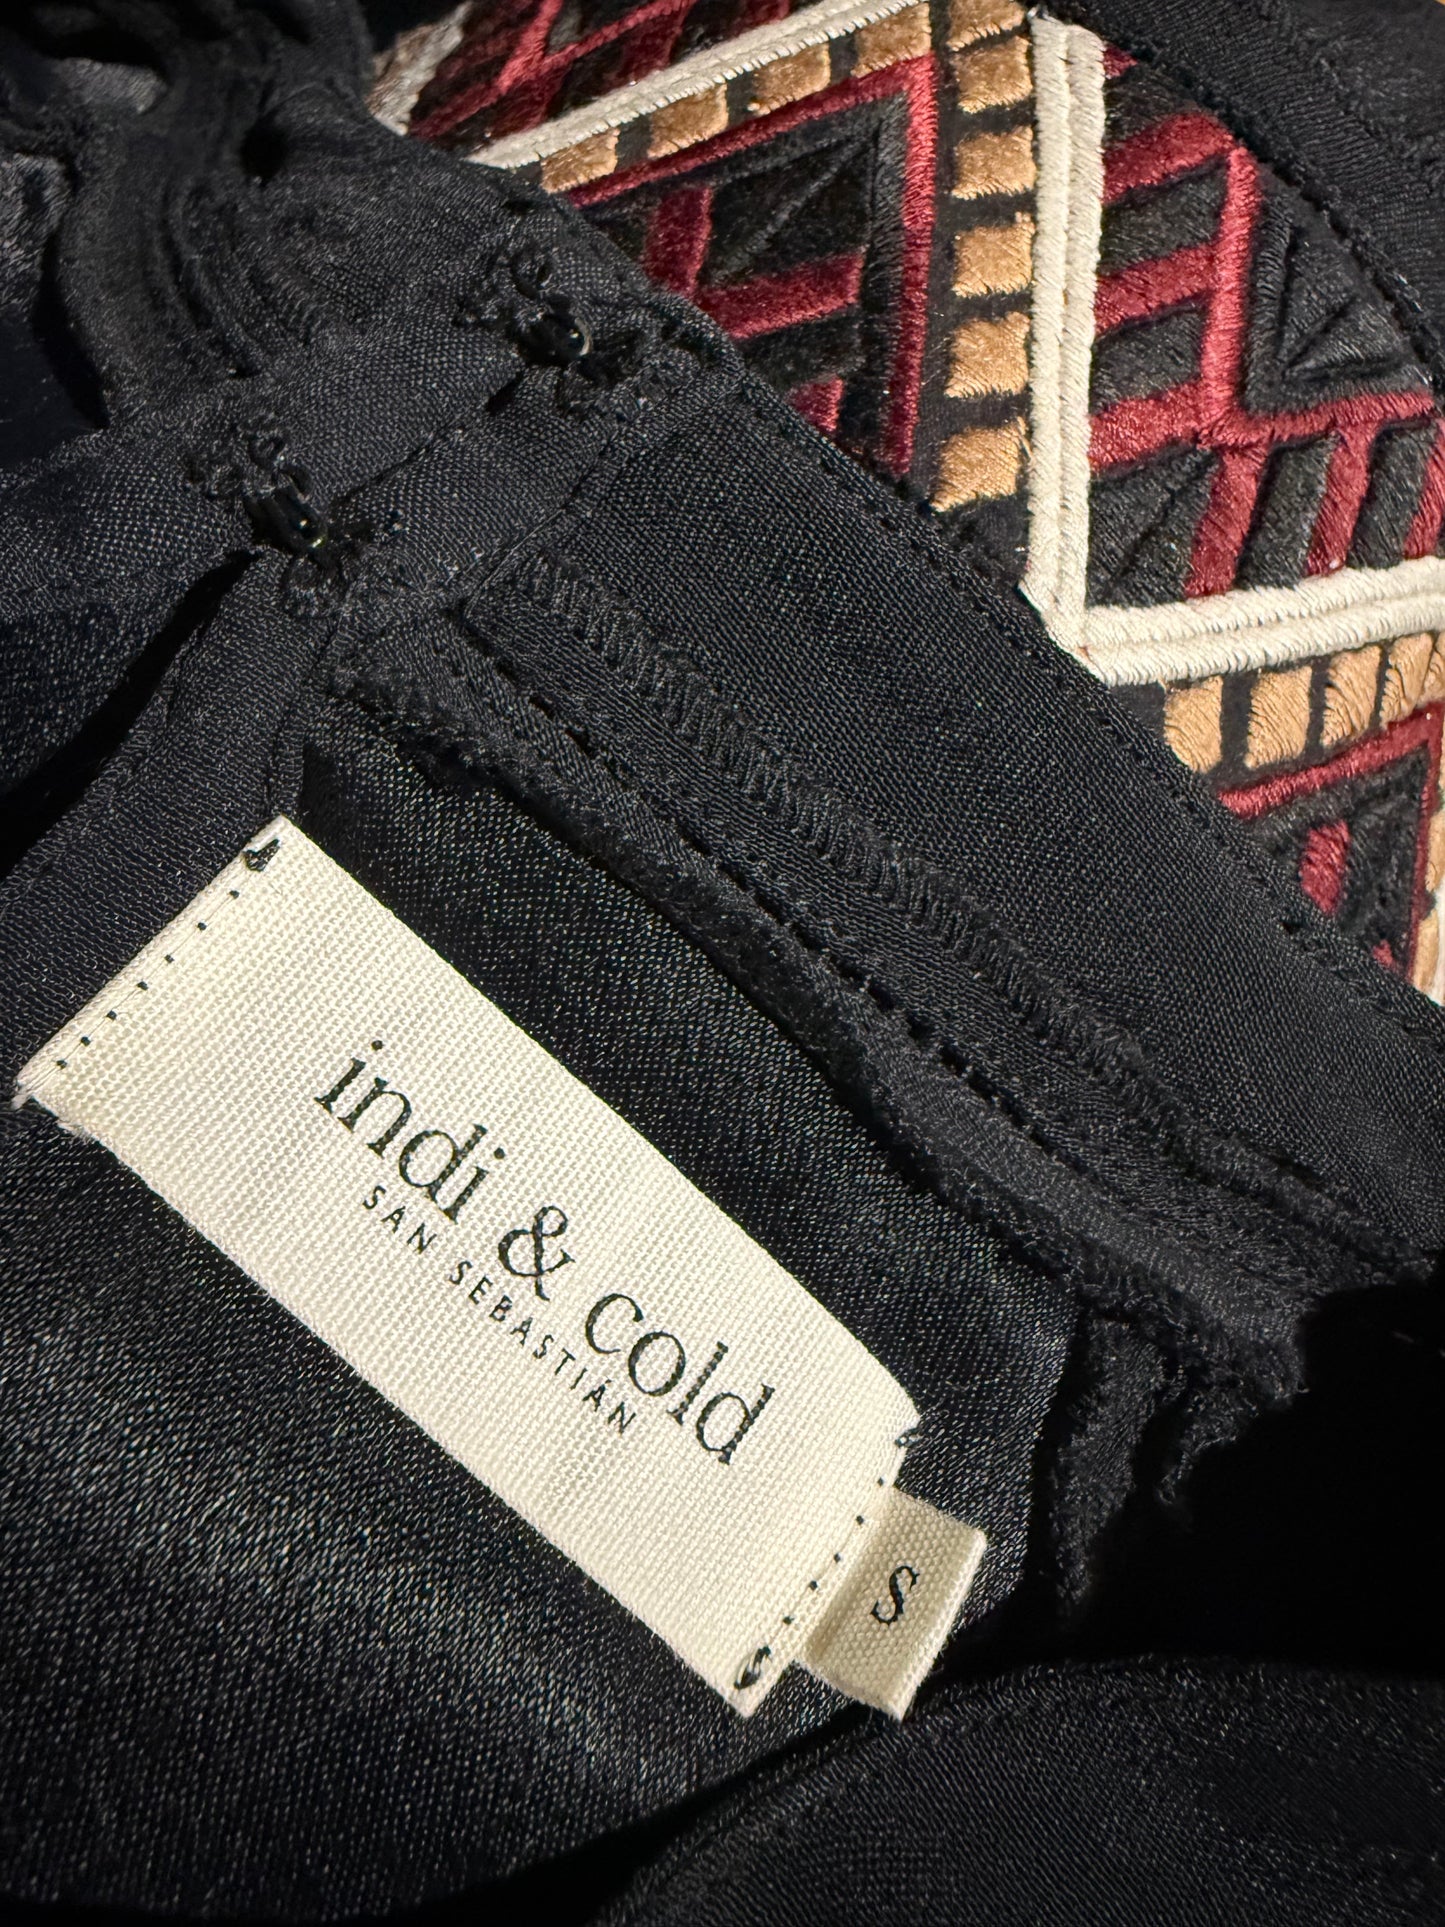 indi & cold
SAN SEBASTIÁN
S